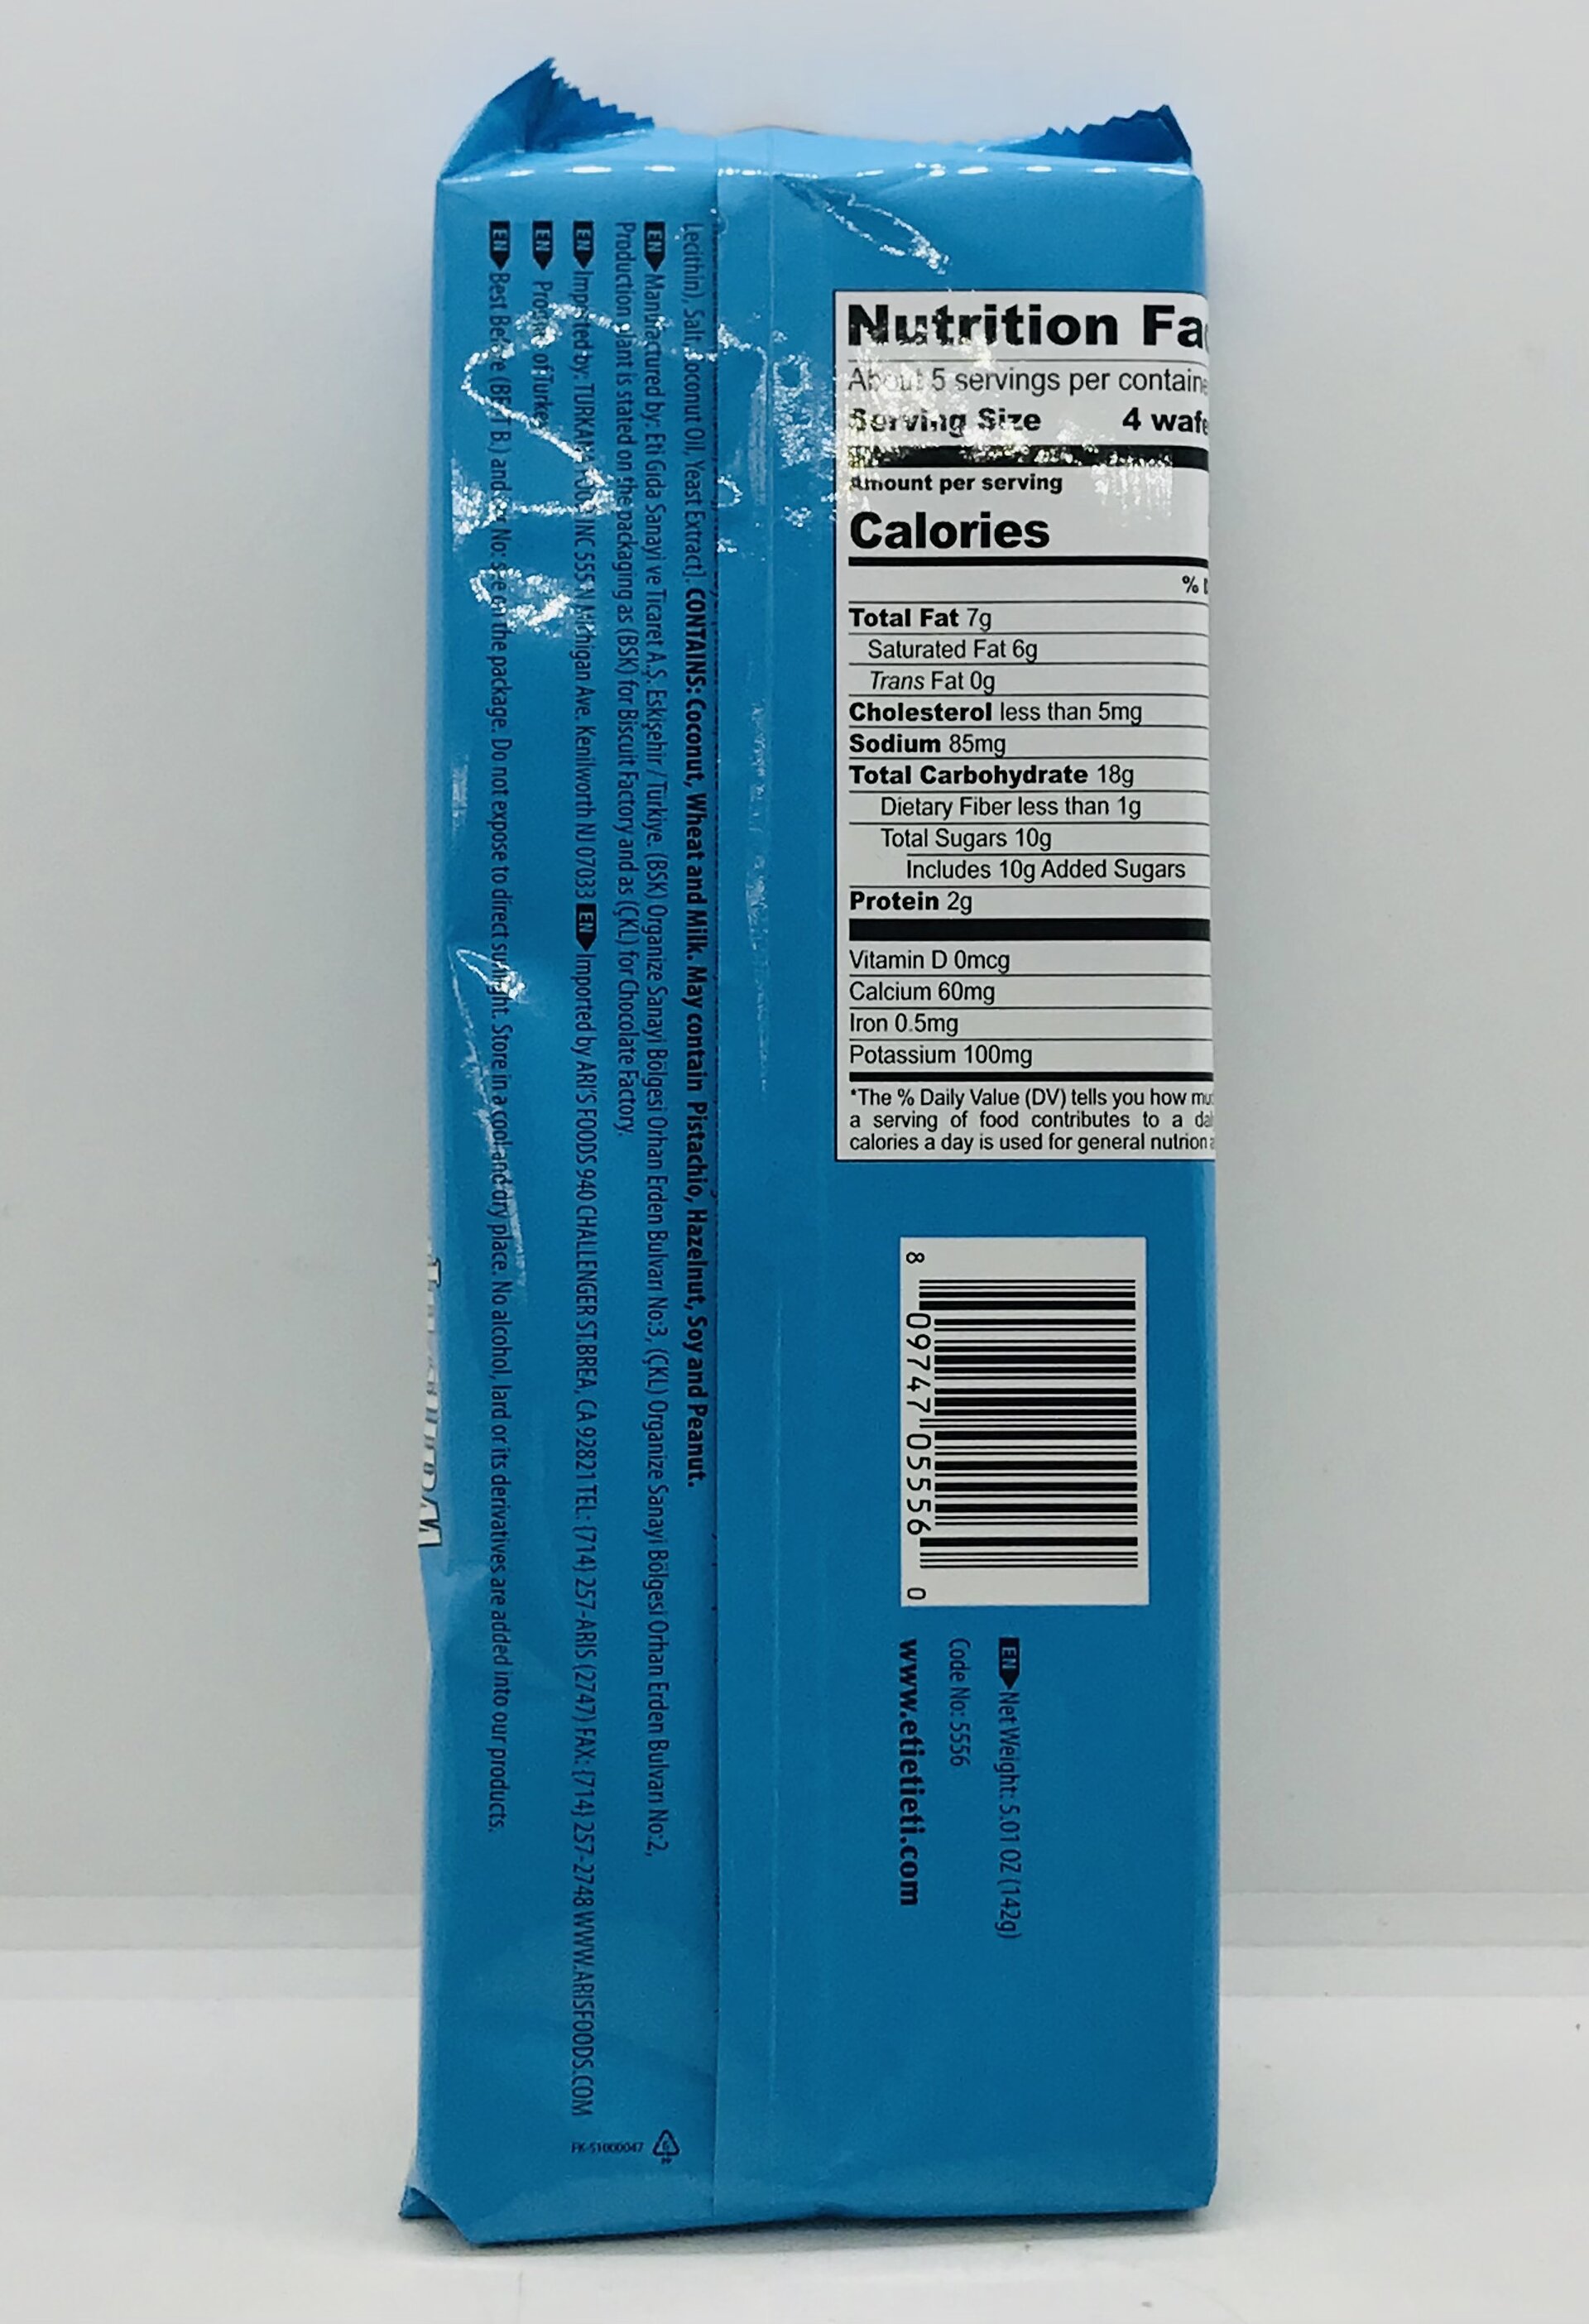 Nutrition Fa
About 5 servings per contain
Serving Size 4 wafe
Amount per serving
Calories
%
Total Fat 7g
Saturated Fat 6g
Trans Fat 0g
Cholesterol less than 5mg
Sodium 85mg
Total Carbohydrate 18g
Dietary Fiber less than 1g
Total Sugars 10g
Includes 10g Added Sugars
Protein 2g
Vitamin D 0mcg
Calcium 60mg
Iron 0.5mg
Potassium 100mg
*The % Daily Value (DV) tells you how
a serving of food contributes to a
calories a day is used for general nutrion
8 09747 05556 0
EN Net Weight: 5.01 OZ (142g)
Code No: 5556
www.etietieti.com
Lecithin), Salt, Coconut Oil, Yeast Extract]. CONTAINS: Coconut, Wheat and Milk. May contain Pistachio, Hazelnut, Soy and Peanut.
EN Manufactured by: Eti Gıda Sanayi ve Ticaret A.Ş. Eskişehir / Türkiye. (BSK) Organize Sanayi Bölgesi Orhan Erden Bulvarı No:3, (ÇKL) Organize Sanayi Bölgesi Orhan Erden Bulvarı No:2,
Production plant is stated on the packaging as (BSK) for Biscuit Factory and as (ÇKL) for Chocolate Factory.
EN Imported by: INC 555 N Michigan Ave. Kenilworth NJ 07033 EN Imported by ARI'S FOODS 940 CHALLENGER ST.BREA, CA 92821 TEL: (714) 257-ARIS (2747) FAX: (714) 257-2748 WWW.ARISFOODS.COM
EN of Turkey
EN Best Before (BE / T B.) and No: see on the package. Do not expose to direct sunlight. Store in a cool and dry place. No alcohol, lard or its derivatives are added into our products.
FK-51000047